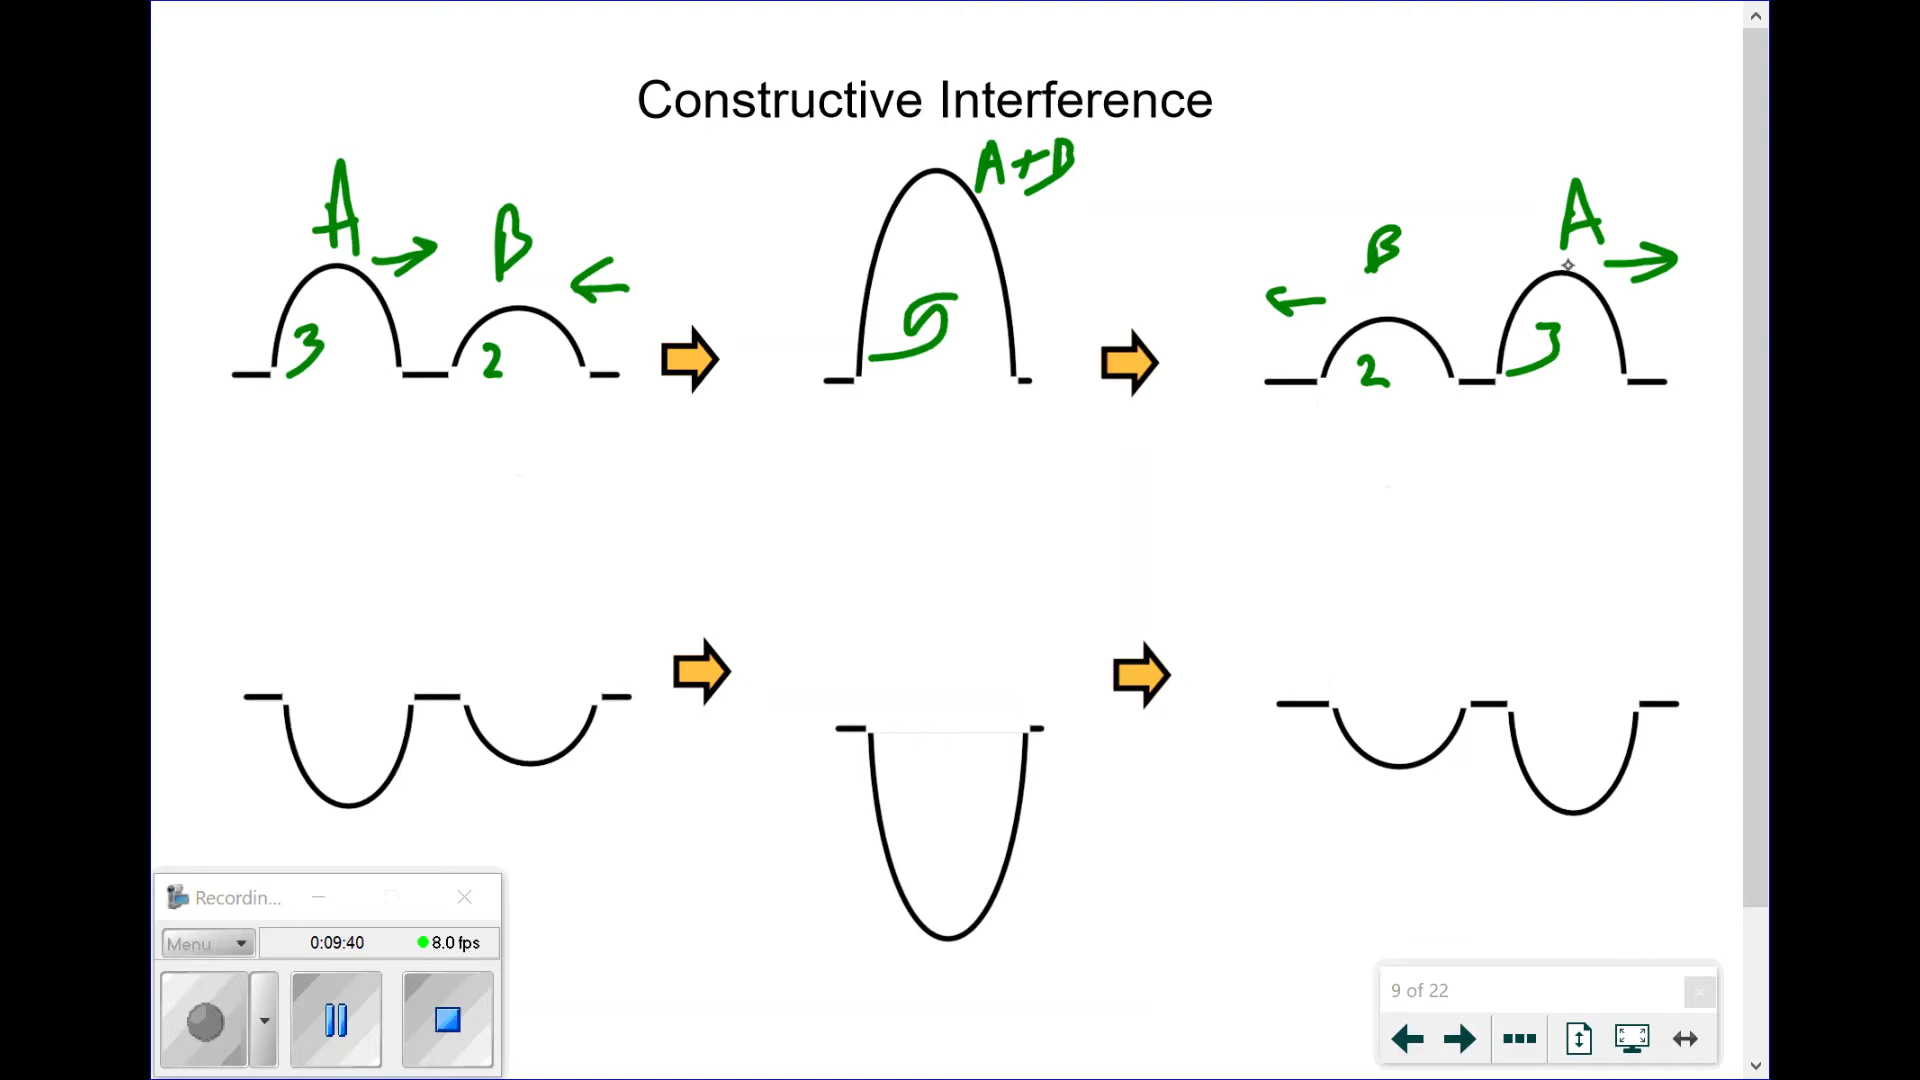 Constructive Interference
A+B
A
B
B
A
3
2
5
2
3
Recordin...
Menu
0:09:40
8.0 fps
9 of 22